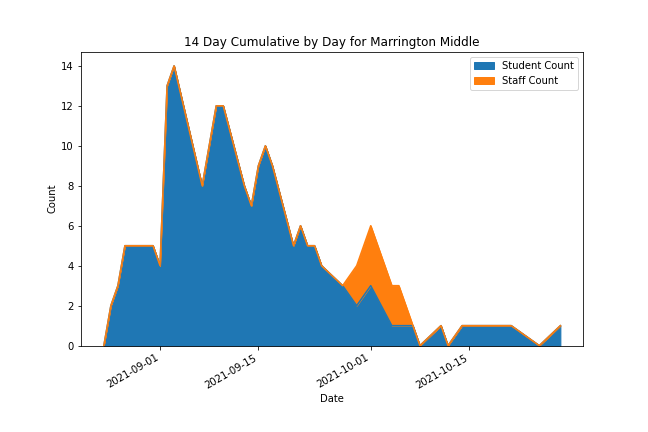 14 Day Cumulative by Day for Marrington Middle
Student Count
Staff Count
14
12
10
8
6
4
2
0
Count
2021-09-01
2021-09-15
2021-10-01
2021-10-15
Date